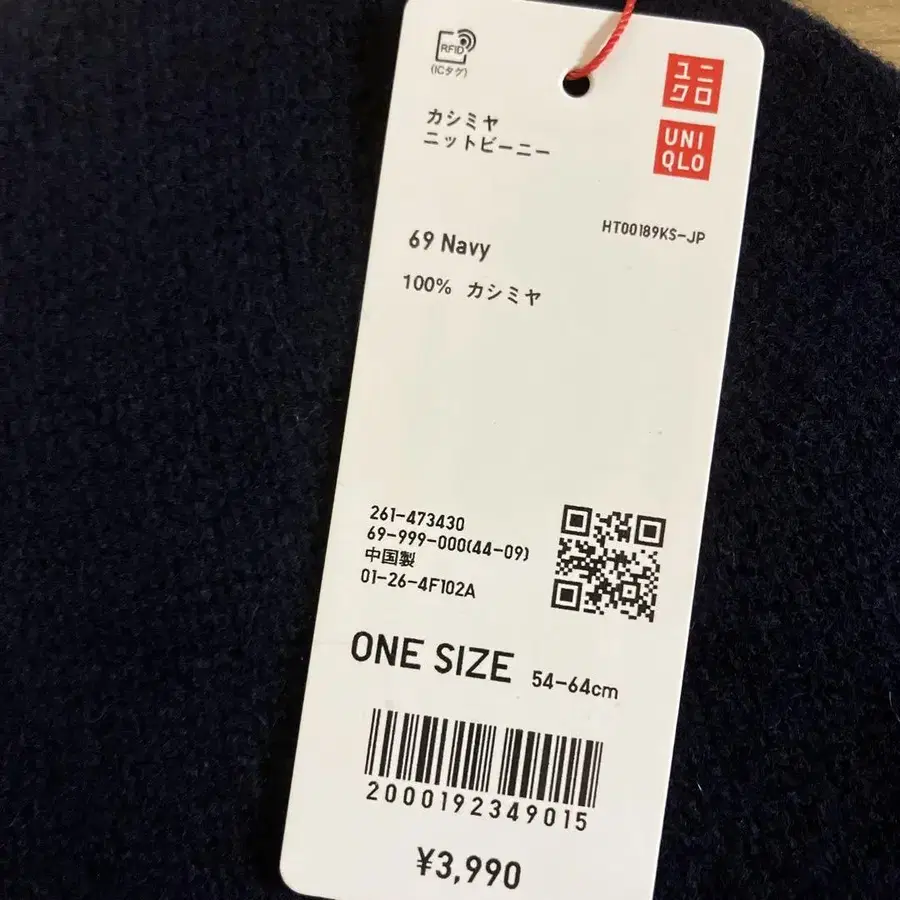 RFID
(ICタグ)
ユニ
クロ
UNI
QLO
カシミヤ
ニットビーニー
HT00189KS-JP
69 Navy
100% カシミヤ
261-473430
69-999-000(44-09)
中国製
01-26-4F102A
ONE SIZE 54-64cm
2000192349015
¥3,990